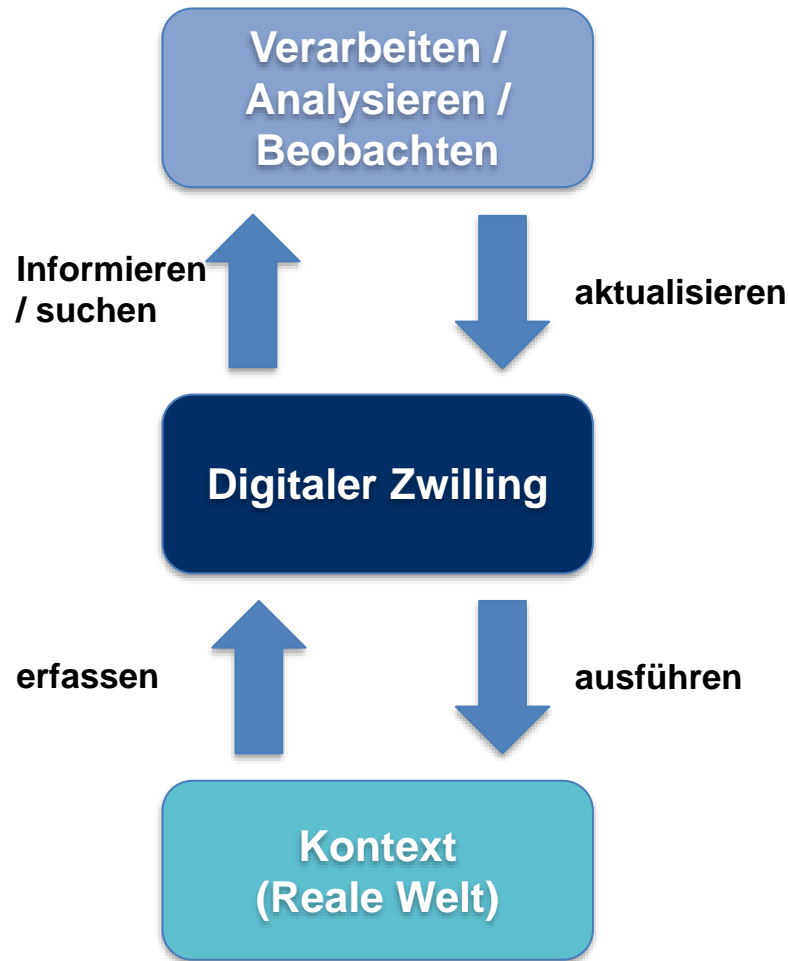 Verarbeiten /
Analysieren /
Beobachten
Informieren
/ suchen
aktualisieren
Digitaler Zwilling
erfassen
ausführen
Kontext
(Reale Welt)